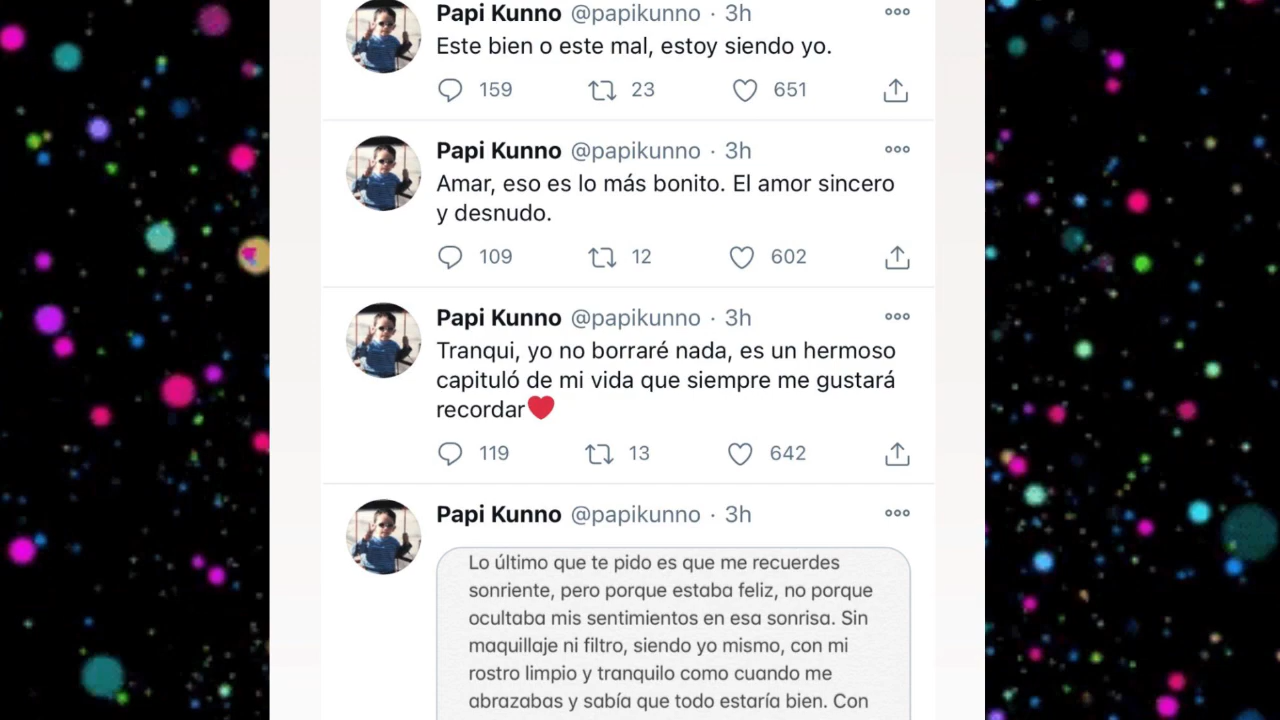 Papi Kunno @papikunno · 3h
Este bien o este mal, estoy siendo yo.
159 23 651
Papi Kunno @papikunno · 3h
Amar, eso es lo más bonito. El amor sincero
y desnudo.
109 12 602
Papi Kunno @papikunno · 3h
Tranqui, yo no borraré nada, es un hermoso
capituló de mi vida que siempre me gustará
recordar❤️
119 13 642
Papi Kunno @papikunno · 3h
Lo último que te pido es que me recuerdes
sonriente, pero porque estaba feliz, no porque
ocultaba mis sentimientos en esa sonrisa. Sin
maquillaje ni filtro, siendo yo mismo, con mi
rostro limpio y tranquilo como cuando me
abrazabas y sabía que todo estaría bien. Con